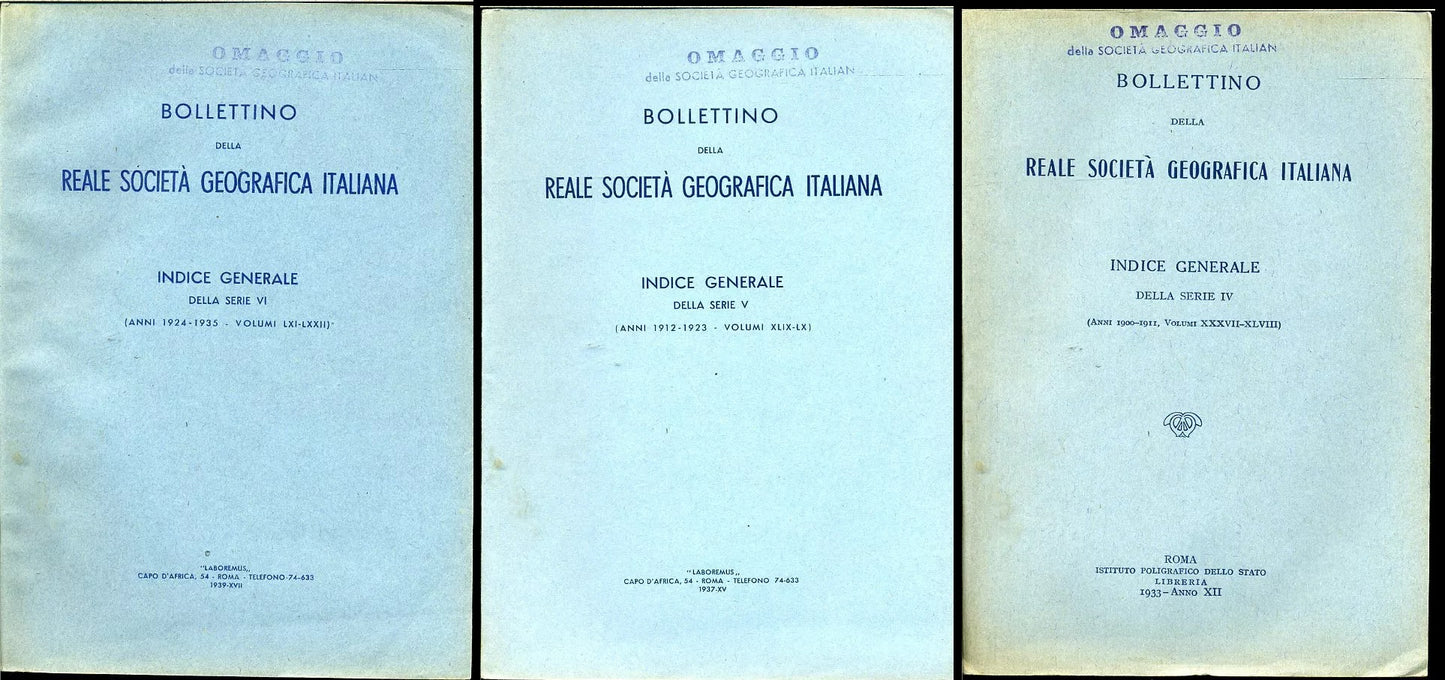 OMAGGIO
della SOCIETÀ GEOGRAFICA ITALIAN
BOLLETTINO
DELLA
REALE SOCIETÀ GEOGRAFICA ITALIANA
INDICE GENERALE
DELLA SERIE VI
(ANNI 1924-1935 - VOLUMI LXI-LXXII)
"LABOREMUS„
CAPO D'AFRICA, 54 - ROMA - TELEFONO 74-633
1939-XVII
OMAGGIO
della SOCIETÀ GEOGRAFICA ITALIAN
BOLLETTINO
DELLA
REALE SOCIETÀ GEOGRAFICA ITALIANA
INDICE GENERALE
DELLA SERIE V
(ANNI 1912-1923 - VOLUMI XLIX-LX)
"LABOREMUS„
CAPO D'AFRICA, 54 - ROMA - TELEFONO 74-633
1937-XV
OMAGGIO
della SOCIETÀ GEOGRAFICA ITALIAN
BOLLETTINO
DELLA
REALE SOCIETÀ GEOGRAFICA ITALIANA
INDICE GENERALE
DELLA SERIE IV
(Anni 1900-1911, Volumi XXXVII-XLVIII)
ROMA
ISTITUTO POLIGRAFICO DELLO STATO
LIBRERIA
1933 - Anno XII